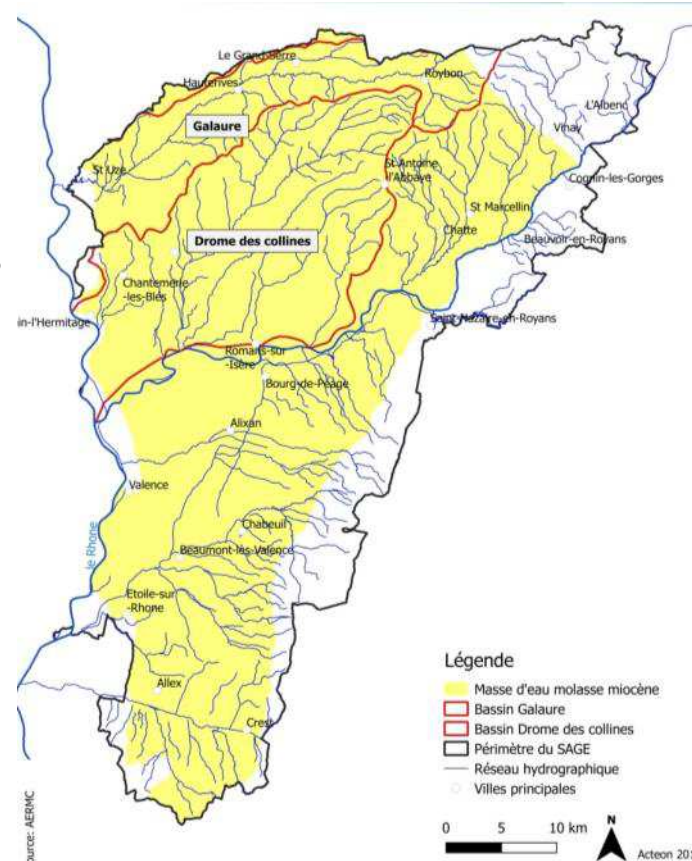 Le Grand-Serre
Hauterives
Roybon
L'Albenc
Vinay
Galaure
St Uze
St Antoine
l'Abbaye
Cognin-les-Gorges
St Marcellin
Chatte
Beauvoir-en-Royans
Drome des collines
Chantemerle
-les-Blés
in-l'Hermitage
Saint-Nazaire-en-Royans
Romans-sur
-Isère
Bourg-de-Péage
Alixan
Valence
le Rhone
Chabeuil
Beaumont-lès-Valence
Etoile-sur
-Rhone
Allex
Crest
Légende
Masse d'eau molasse miocène
Bassin Galaure
Bassin Drome des collines
Périmètre du SAGE
Réseau hydrographique
Villes principales
N
0 5 10 km
Acteon 201
ource: AERMC